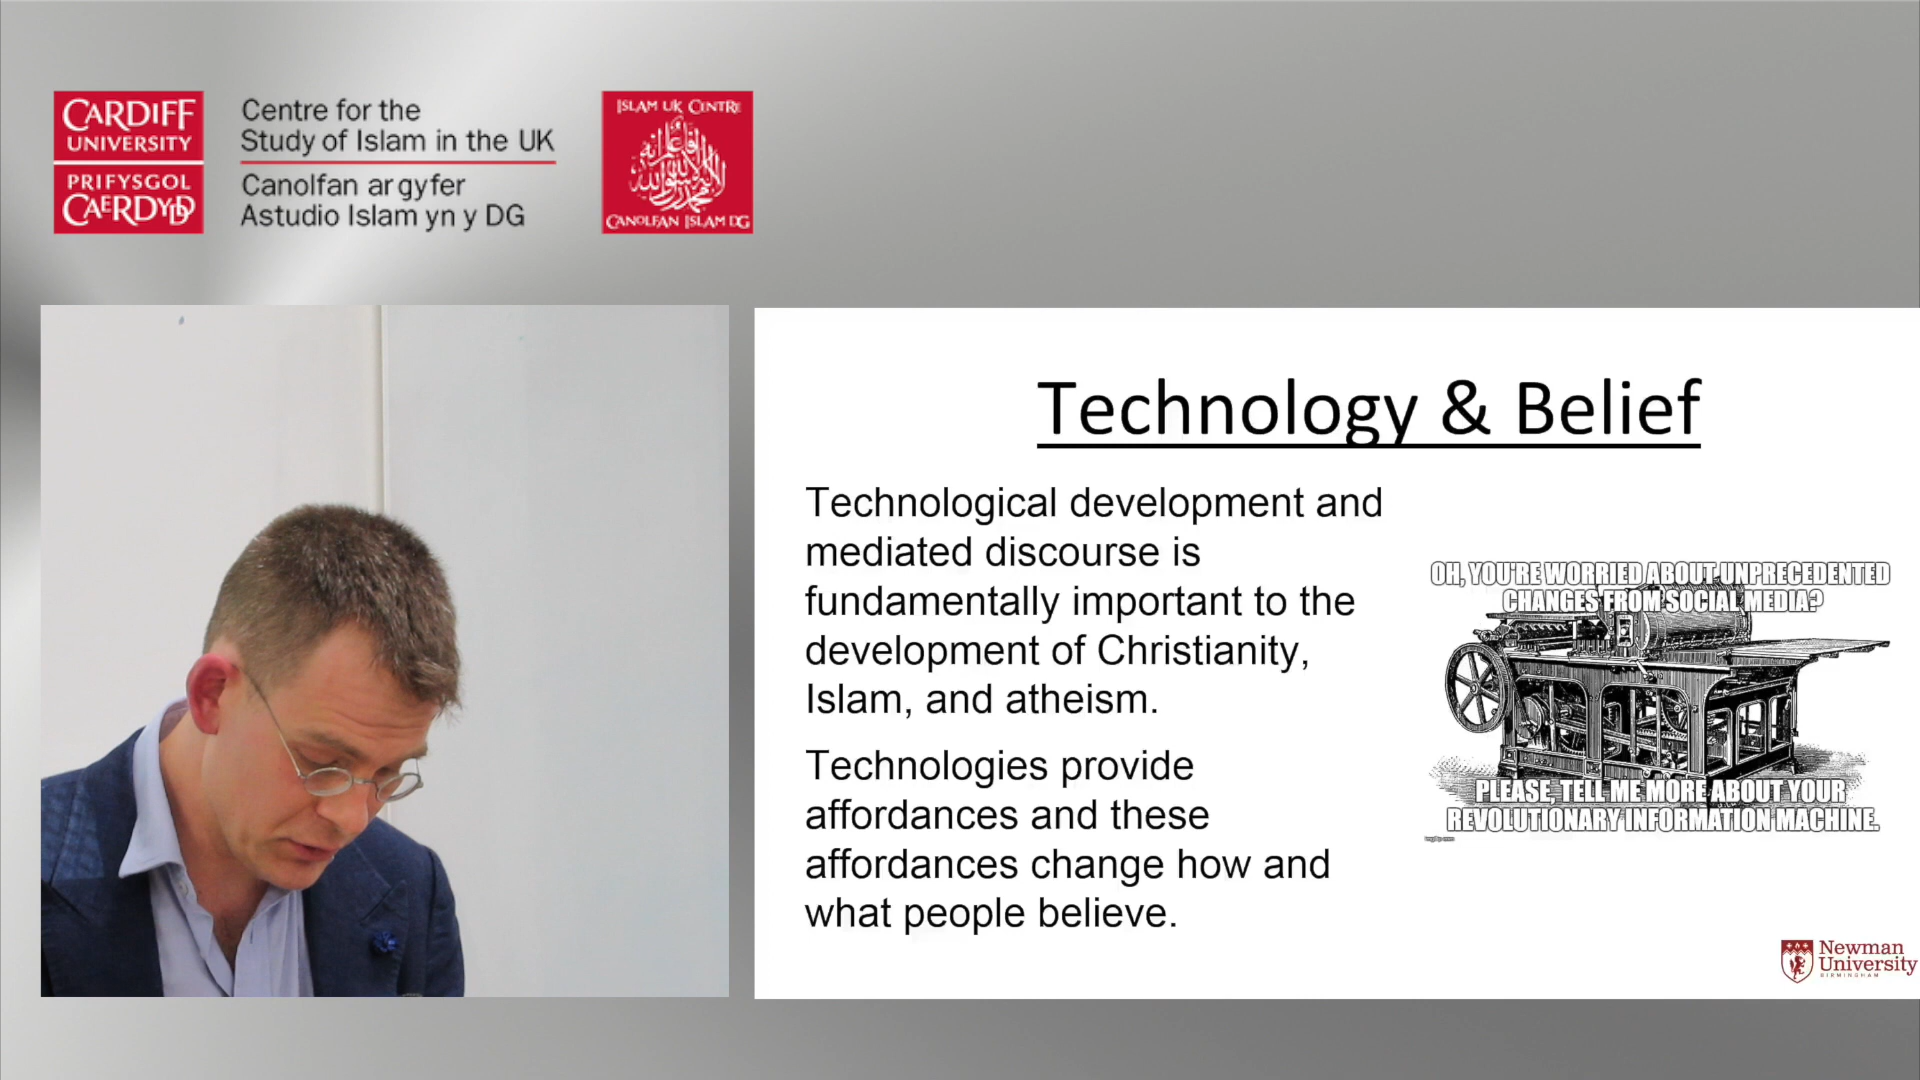 CARDIFF
UNIVERSITY
PRIFYSGOL
CAERDYDD
Centre for the
Study of Islam in the UK
Canolfan ar gyfer
Astudio Islam yn y DG
ISLAM UK CENTRE
CANOLFAN ISLAM DG
Technology & Belief
Technological development and
mediated discourse is
fundamentally important to the
development of Christianity,
Islam, and atheism.
Technologies provide
affordances and these
affordances change how and
what people believe.
OH, YOU'RE WORRIED ABOUT UNPRECEDENTED
CHANGES FROM SOCIAL MEDIA?
PLEASE, TELL ME MORE ABOUT YOUR
REVOLUTIONARY INFORMATION MACHINE.
Newman
University
BIRMINGHAM